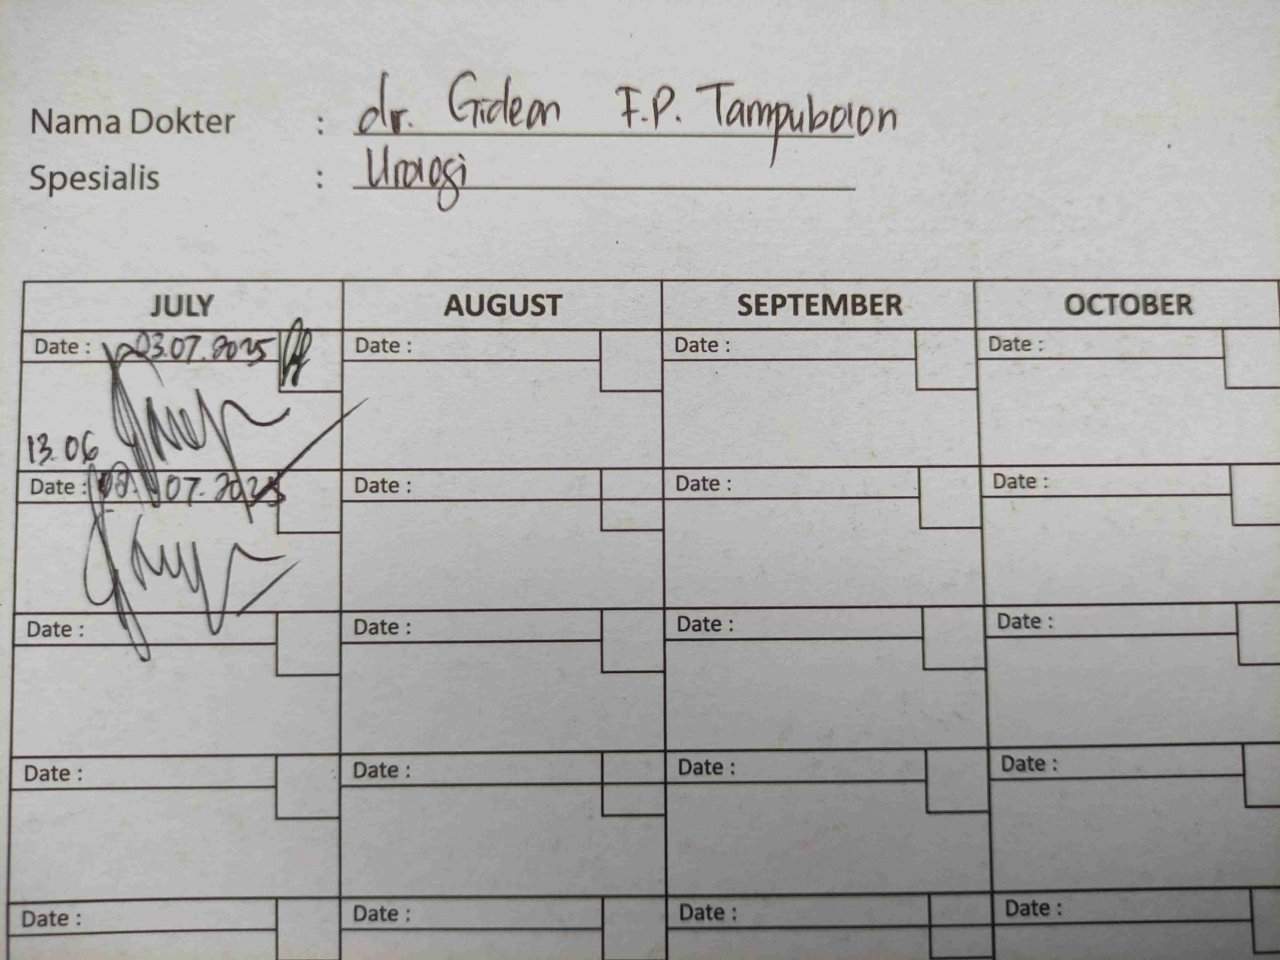 Nama Dokter : dr. Gideon F.P. Tampubolon
Spesialis : Urologi
JULY AUGUST SEPTEMBER OCTOBER
Date : 03.07.2025 Date : Date : Date :
13.06
Date : 07.2025 Date : Date : Date :
Date : Date : Date : Date :
Date : Date : Date : Date :
Date : Date : Date : Date :